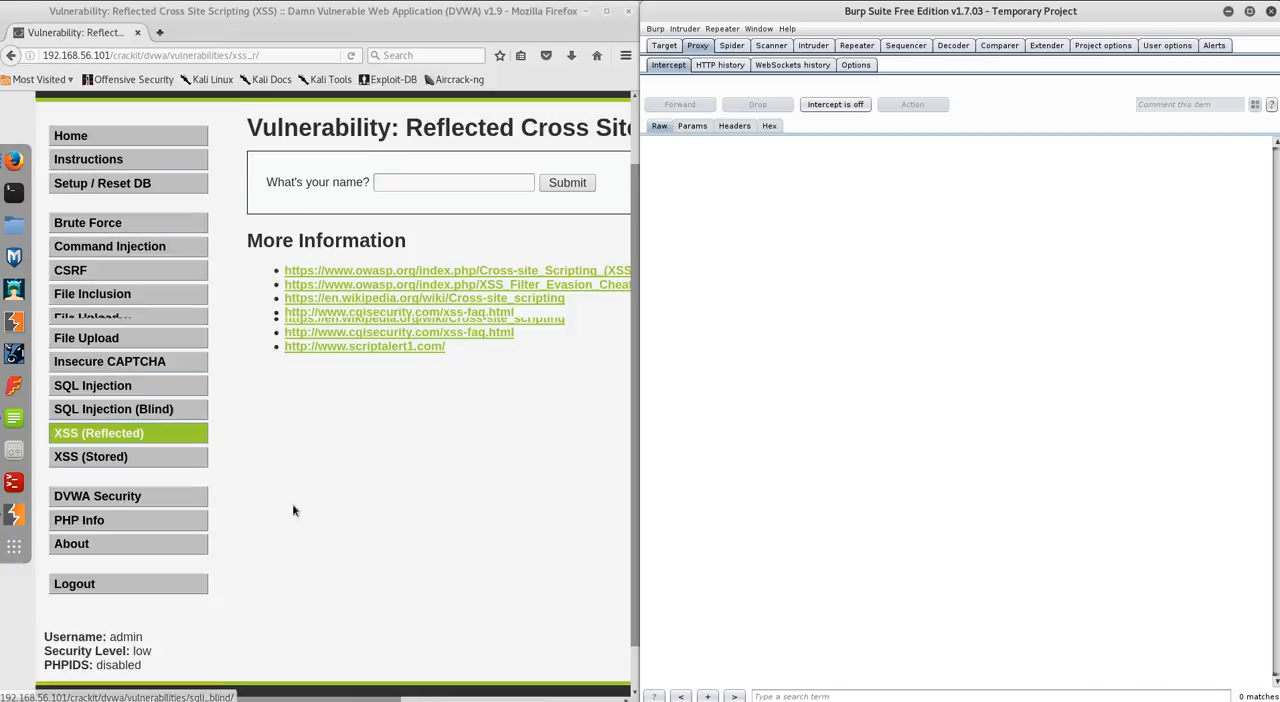 Vulnerability: Reflected Cross Site Scripting (XSS) :: Damn Vulnerable Web Application (DVWA) v1.9 - Mozilla Firefox
Vulnerability: Reflect...
192.168.56.101/crackit/dvwa/vulnerabilities/xss_r/
Search
Most Visited
Offensive Security
Kali Linux
Kali Docs
Kali Tools
Exploit-DB
Aircrack-ng
Home
Instructions
Setup / Reset DB
Brute Force
Command Injection
CSRF
File Inclusion
File Upload
File Upload
Insecure CAPTCHA
SQL Injection
SQL Injection (Blind)
XSS (Reflected)
XSS (Stored)
DVWA Security
PHP Info
About
Logout
Username: admin
Security Level: low
PHPIDS: disabled
192.168.56.101/crackit/dvwa/vulnerabilities/sqli_blind/
Vulnerability: Reflected Cross Site
What's your name?
Submit
More Information
https://www.owasp.org/index.php/Cross-site_Scripting_(XSS
https://www.owasp.org/index.php/XSS_Filter_Evasion_Cheat
https://en.wikipedia.org/wiki/Cross-site_scripting
http://www.cgisecurity.com/xss-faq.html
https://en.wikipedia.org/wiki/Cross-site_scripting
http://www.cgisecurity.com/xss-faq.html
http://www.scriptalert1.com/
Burp Suite Free Edition v1.7.03 - Temporary Project
Burp Intruder Repeater Window Help
Target Proxy Spider Scanner Intruder Repeater Sequencer Decoder Comparer Extender Project options User options Alerts
Intercept HTTP history WebSockets history Options
Forward Drop Intercept is off Action Comment this item ?
Raw Params Headers Hex
? < + > Type a search term 0 matches